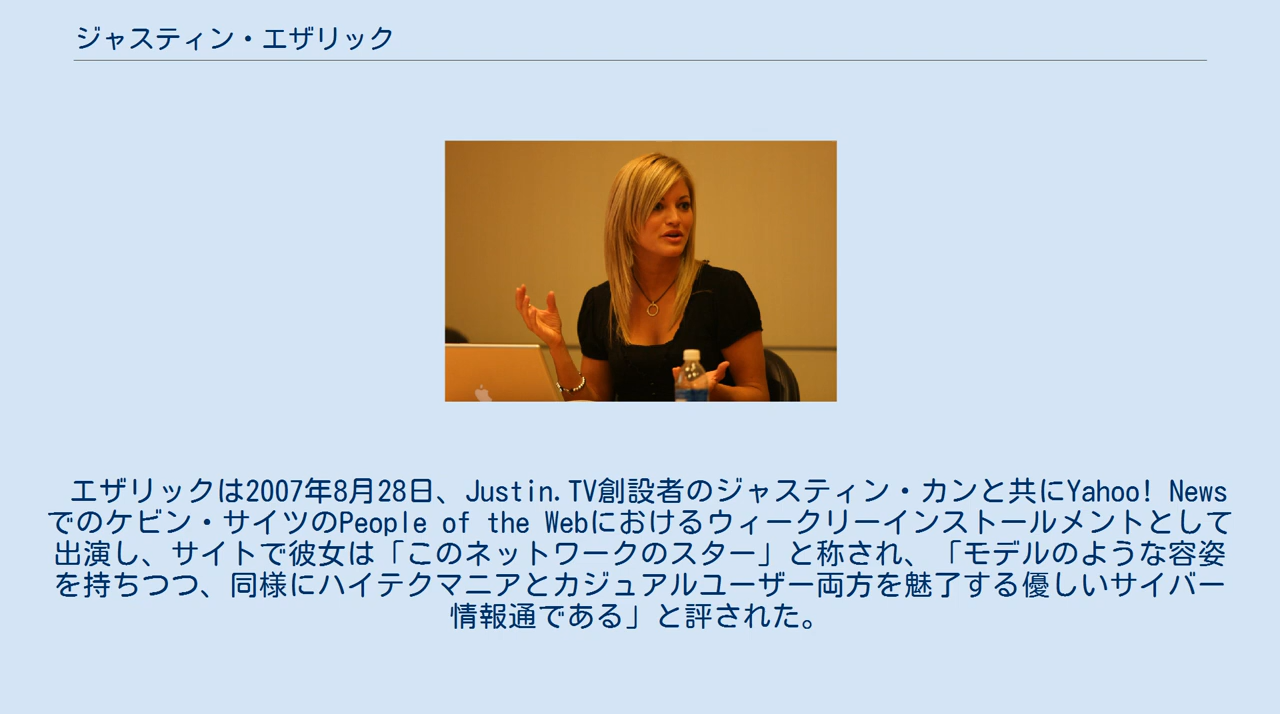 ジャスティン・エザリック
エザリックは2007年8月28日、Justin.TV創設者のジャスティン・カンと共にYahoo! News
でのケビン・サイツのPeople of the Webにおけるウィークリーインストールメントとして
出演し、サイトで彼女は「このネットワークのスター」と称され、「モデルのような容姿
を持ちつつ、同様にハイテクマニアとカジュアルユーザー両方を魅了する優しいサイバー
情報通である」と評された。